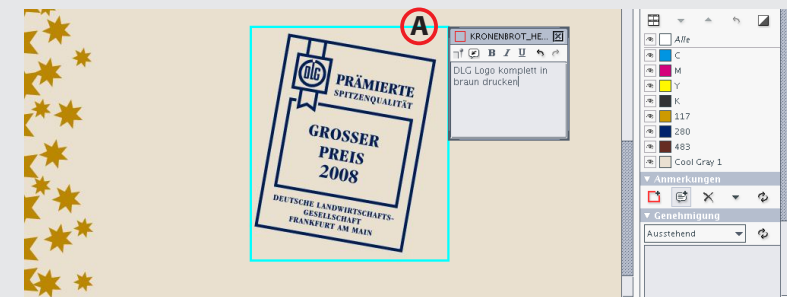 A
KRONENBROT_HE...
B I U
DLG Logo komplett in
braun drucken
DLG
PRÄMIERTE
SPITZENQUALITÄT
GROSSER
PREIS
2008
DEUTSCHE LANDWIRTSCHAFTS-
GESELLSCHAFT
FRANKFURT AM MAIN
Alle
C
M
Y
K
117
280
483
Cool Gray 1
Anmerkungen
Genehmigung
Ausstehend